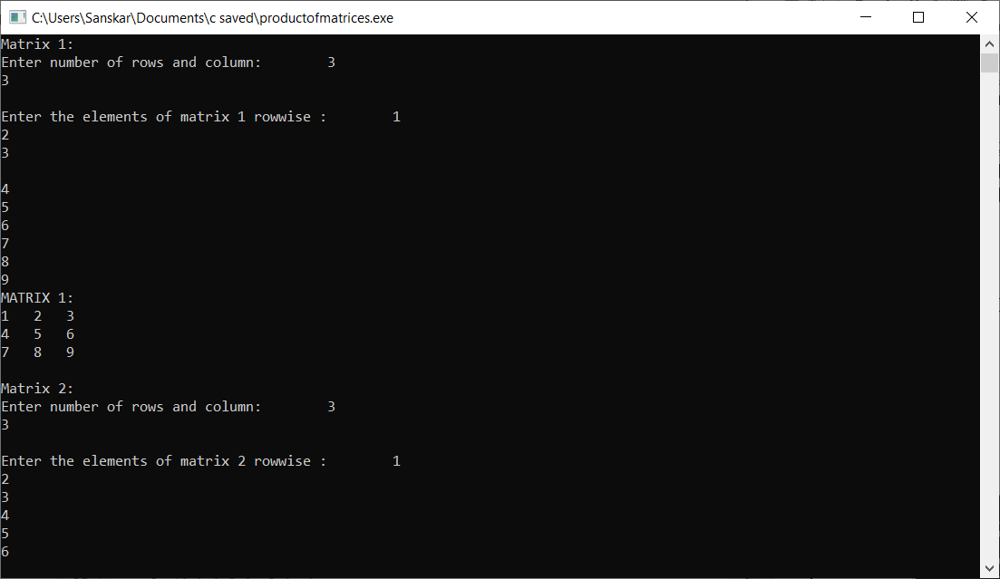 C:\Users\Sanskar\Documents\c saved\productofmatrices.exe
Matrix 1:
Enter number of rows and column:        3
3
Enter the elements of matrix 1 rowwise :        1
2
3
4
5
6
7
8
9
MATRIX 1:
1   2   3
4   5   6
7   8   9
Matrix 2:
Enter number of rows and column:        3
3
Enter the elements of matrix 2 rowwise :        1
2
3
4
5
6